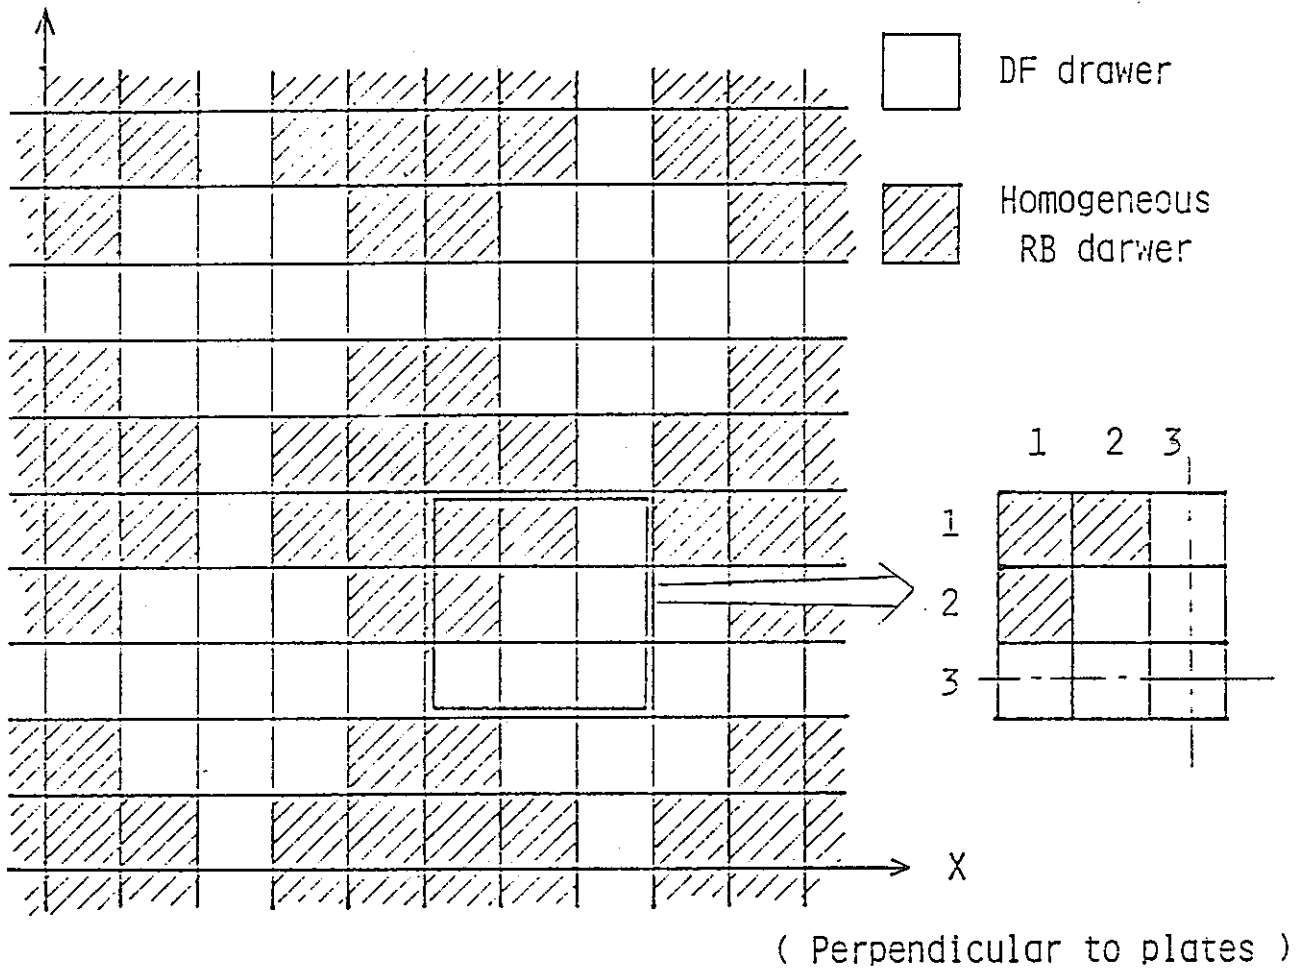 DF drawer
Homogeneous
RB darwer
1 2 3
1
2
3
X
( Perpendicular to plates )